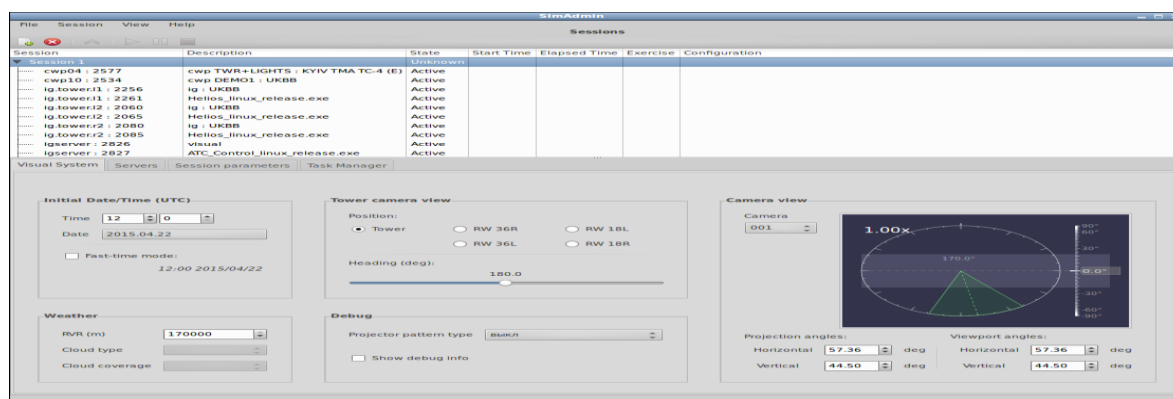 SimAdmin
File Session View Help
Sessions
Session Description State Start Time Elapsed Time Exercise Configuration
Session 1 Unknown
cwp04 : 2577 cwp TWR+LIGHTS : KYIV TMA TC-4 (E) Active
cwp10 : 2534 cwp DEMO1 : UKBB Active
ig.tower.l1 : 2256 ig : UKBB Active
ig.tower.l1 : 2261 Helios_linux_release.exe Active
ig.tower.l2 : 2060 ig : UKBB Active
ig.tower.l2 : 2065 Helios_linux_release.exe Active
ig.tower.r2 : 2080 ig : UKBB Active
ig.tower.r2 : 2085 Helios_linux_release.exe Active
igserver : 2826 visual Active
igserver : 2827 ATC_Control_linux_release.exe Active
Visual System Servers Session parameters Task Manager
Initial Date/Time (UTC) Tower camera view Camera view
Time 12 0 Position: Camera
Date 2015.04.22 Tower RW 36R RW 18L 001 1.00x 90°
60°
Fast-time mode: RW 36L RW 18R 30°
12:00 2015/04/22 Heading (deg): 170.0° 0.0°
180.0 -30°
-60°
-90°
Weather Debug
RVR (m) 170000 Projector pattern type выкл Projection angles: Viewport angles:
Cloud type Show debug info Horizontal 57.36 deg Horizontal 57.36 deg
Cloud coverage Vertical 44.50 deg Vertical 44.50 deg